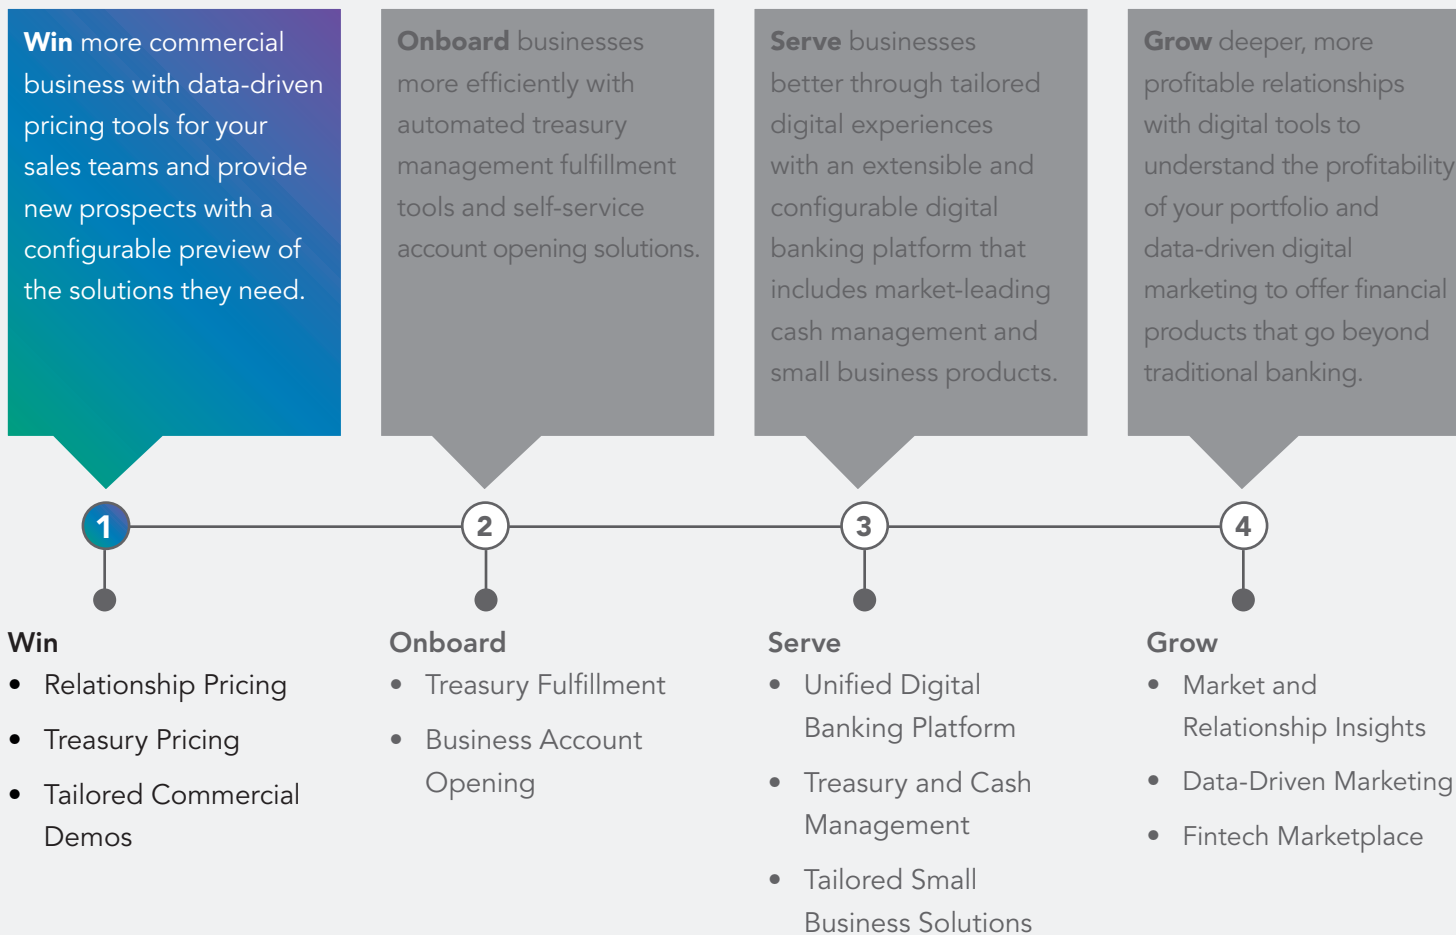 Win more commercial
business with data-driven
pricing tools for your
sales teams and provide
new prospects with a
configurable preview of
the solutions they need.
Onboard businesses
more efficiently with
automated treasury
management fulfillment
tools and self-service
account opening solutions.
Serve businesses
better through tailored
digital experiences
with an extensible and
configurable digital
banking platform that
includes market-leading
cash management and
small business products.
Grow deeper, more
profitable relationships
with digital tools to
understand the profitability
of your portfolio and
data-driven digital
marketing to offer financial
products that go beyond
traditional banking.
1
2
3
4
Win
• Relationship Pricing
• Treasury Pricing
• Tailored Commercial
Demos
Onboard
• Treasury Fulfillment
• Business Account
Opening
Serve
• Unified Digital
Banking Platform
• Treasury and Cash
Management
• Tailored Small
Business Solutions
Grow
• Market and
Relationship Insights
• Data-Driven Marketing
• Fintech Marketplace